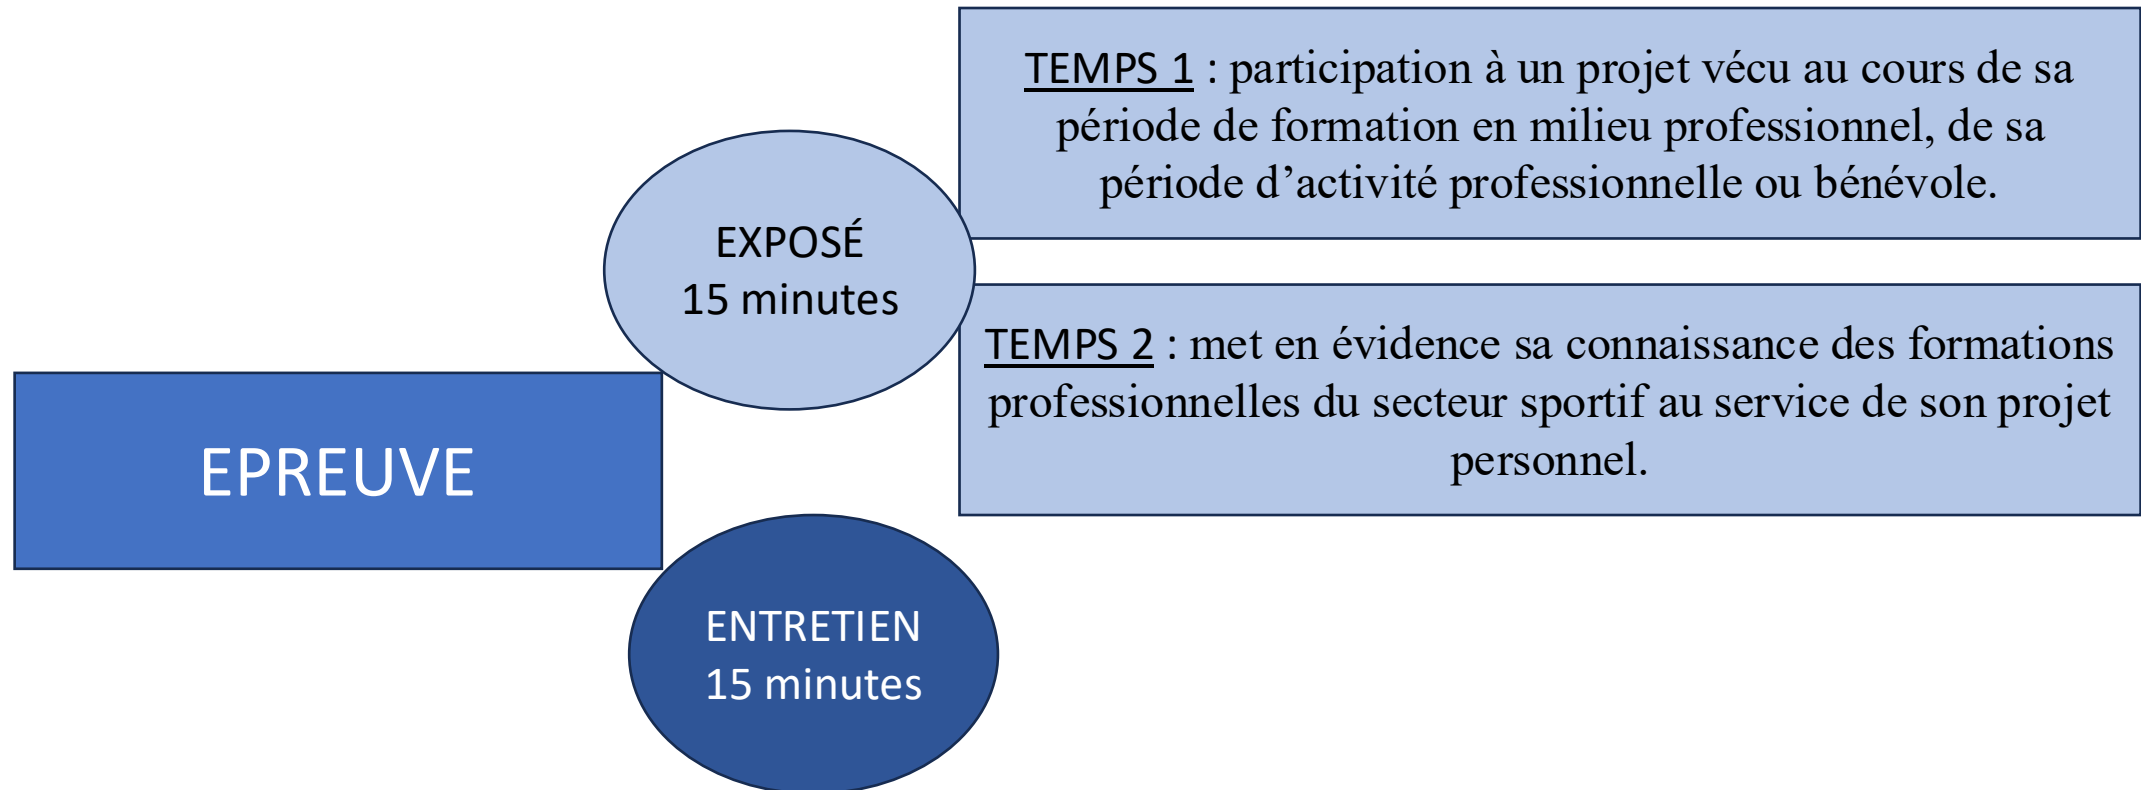 TEMPS 1 : participation à un projet vécu au cours de sa
période de formation en milieu professionnel, de sa
période d’activité professionnelle ou bénévole.
EXPOSÉ
15 minutes
TEMPS 2 : met en évidence sa connaissance des formations
professionnelles du secteur sportif au service de son projet
personnel.
EPREUVE
ENTRETIEN
15 minutes